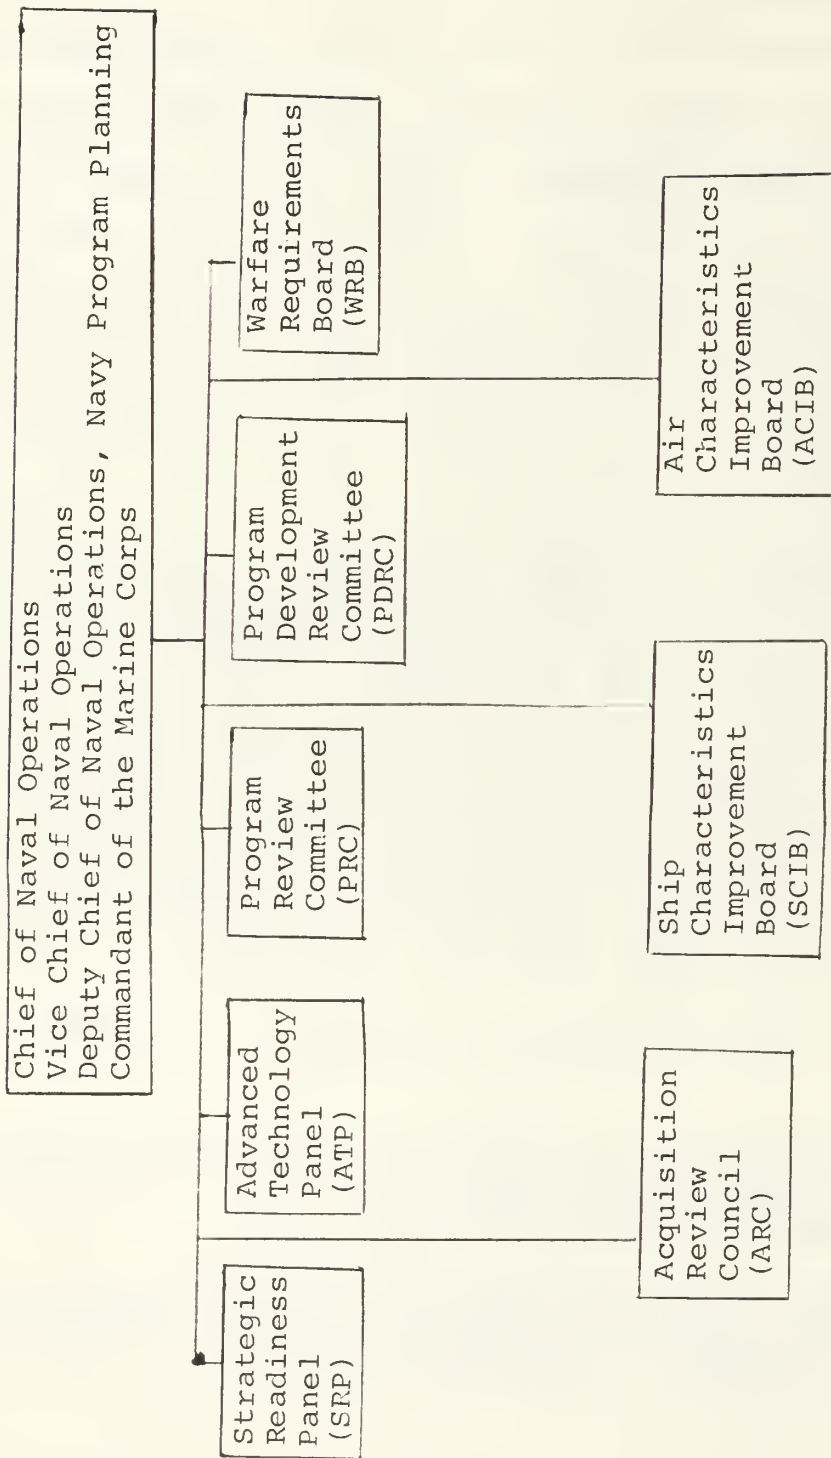 Chief of Naval Operations
Vice Chief of Naval Operations
Deputy Chief of Naval Operations, Navy Program Planning
Commandant of the Marine Corps
Strategic
Readiness
Panel
(SRP)
Advanced
Technology
Panel
(ATP)
Program
Review
Committee
(PRC)
Program
Development
Review
Committee
(PDRC)
Warfare
Requirements
Board
(WRB)
Acquisition
Review
Council
(ARC)
Ship
Characteristics
Improvement
Board
(SCIB)
Air
Characteristics
Improvement
Board
(ACIB)